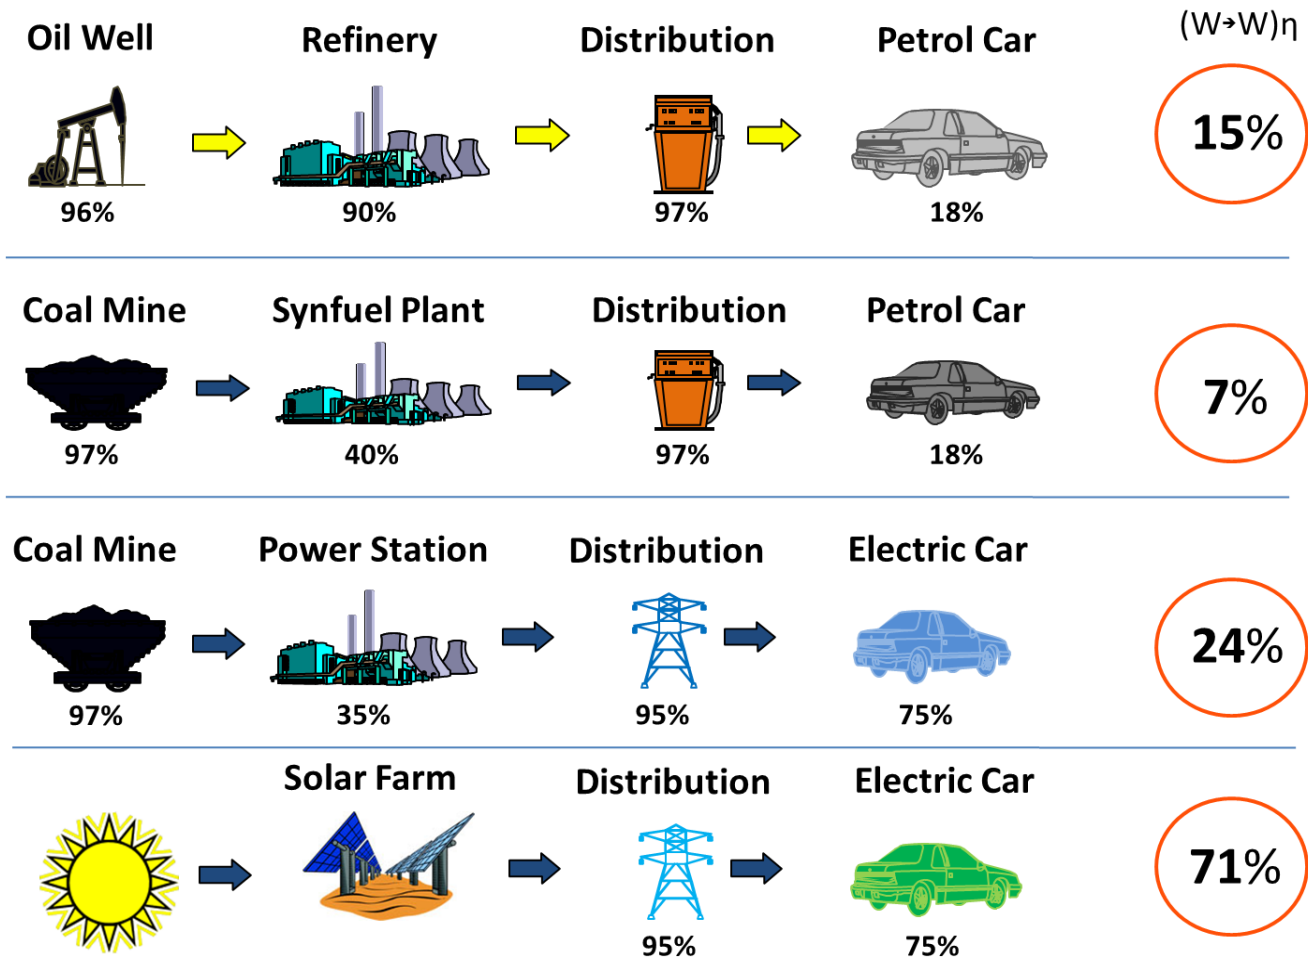 Oil Well Refinery Distribution Petrol Car (W→W)η
96% 90% 97% 18% 15%
Coal Mine Synfuel Plant Distribution Petrol Car
97% 40% 97% 18% 7%
Coal Mine Power Station Distribution Electric Car
97% 35% 95% 75% 24%
Solar Farm Distribution Electric Car
95% 75% 71%